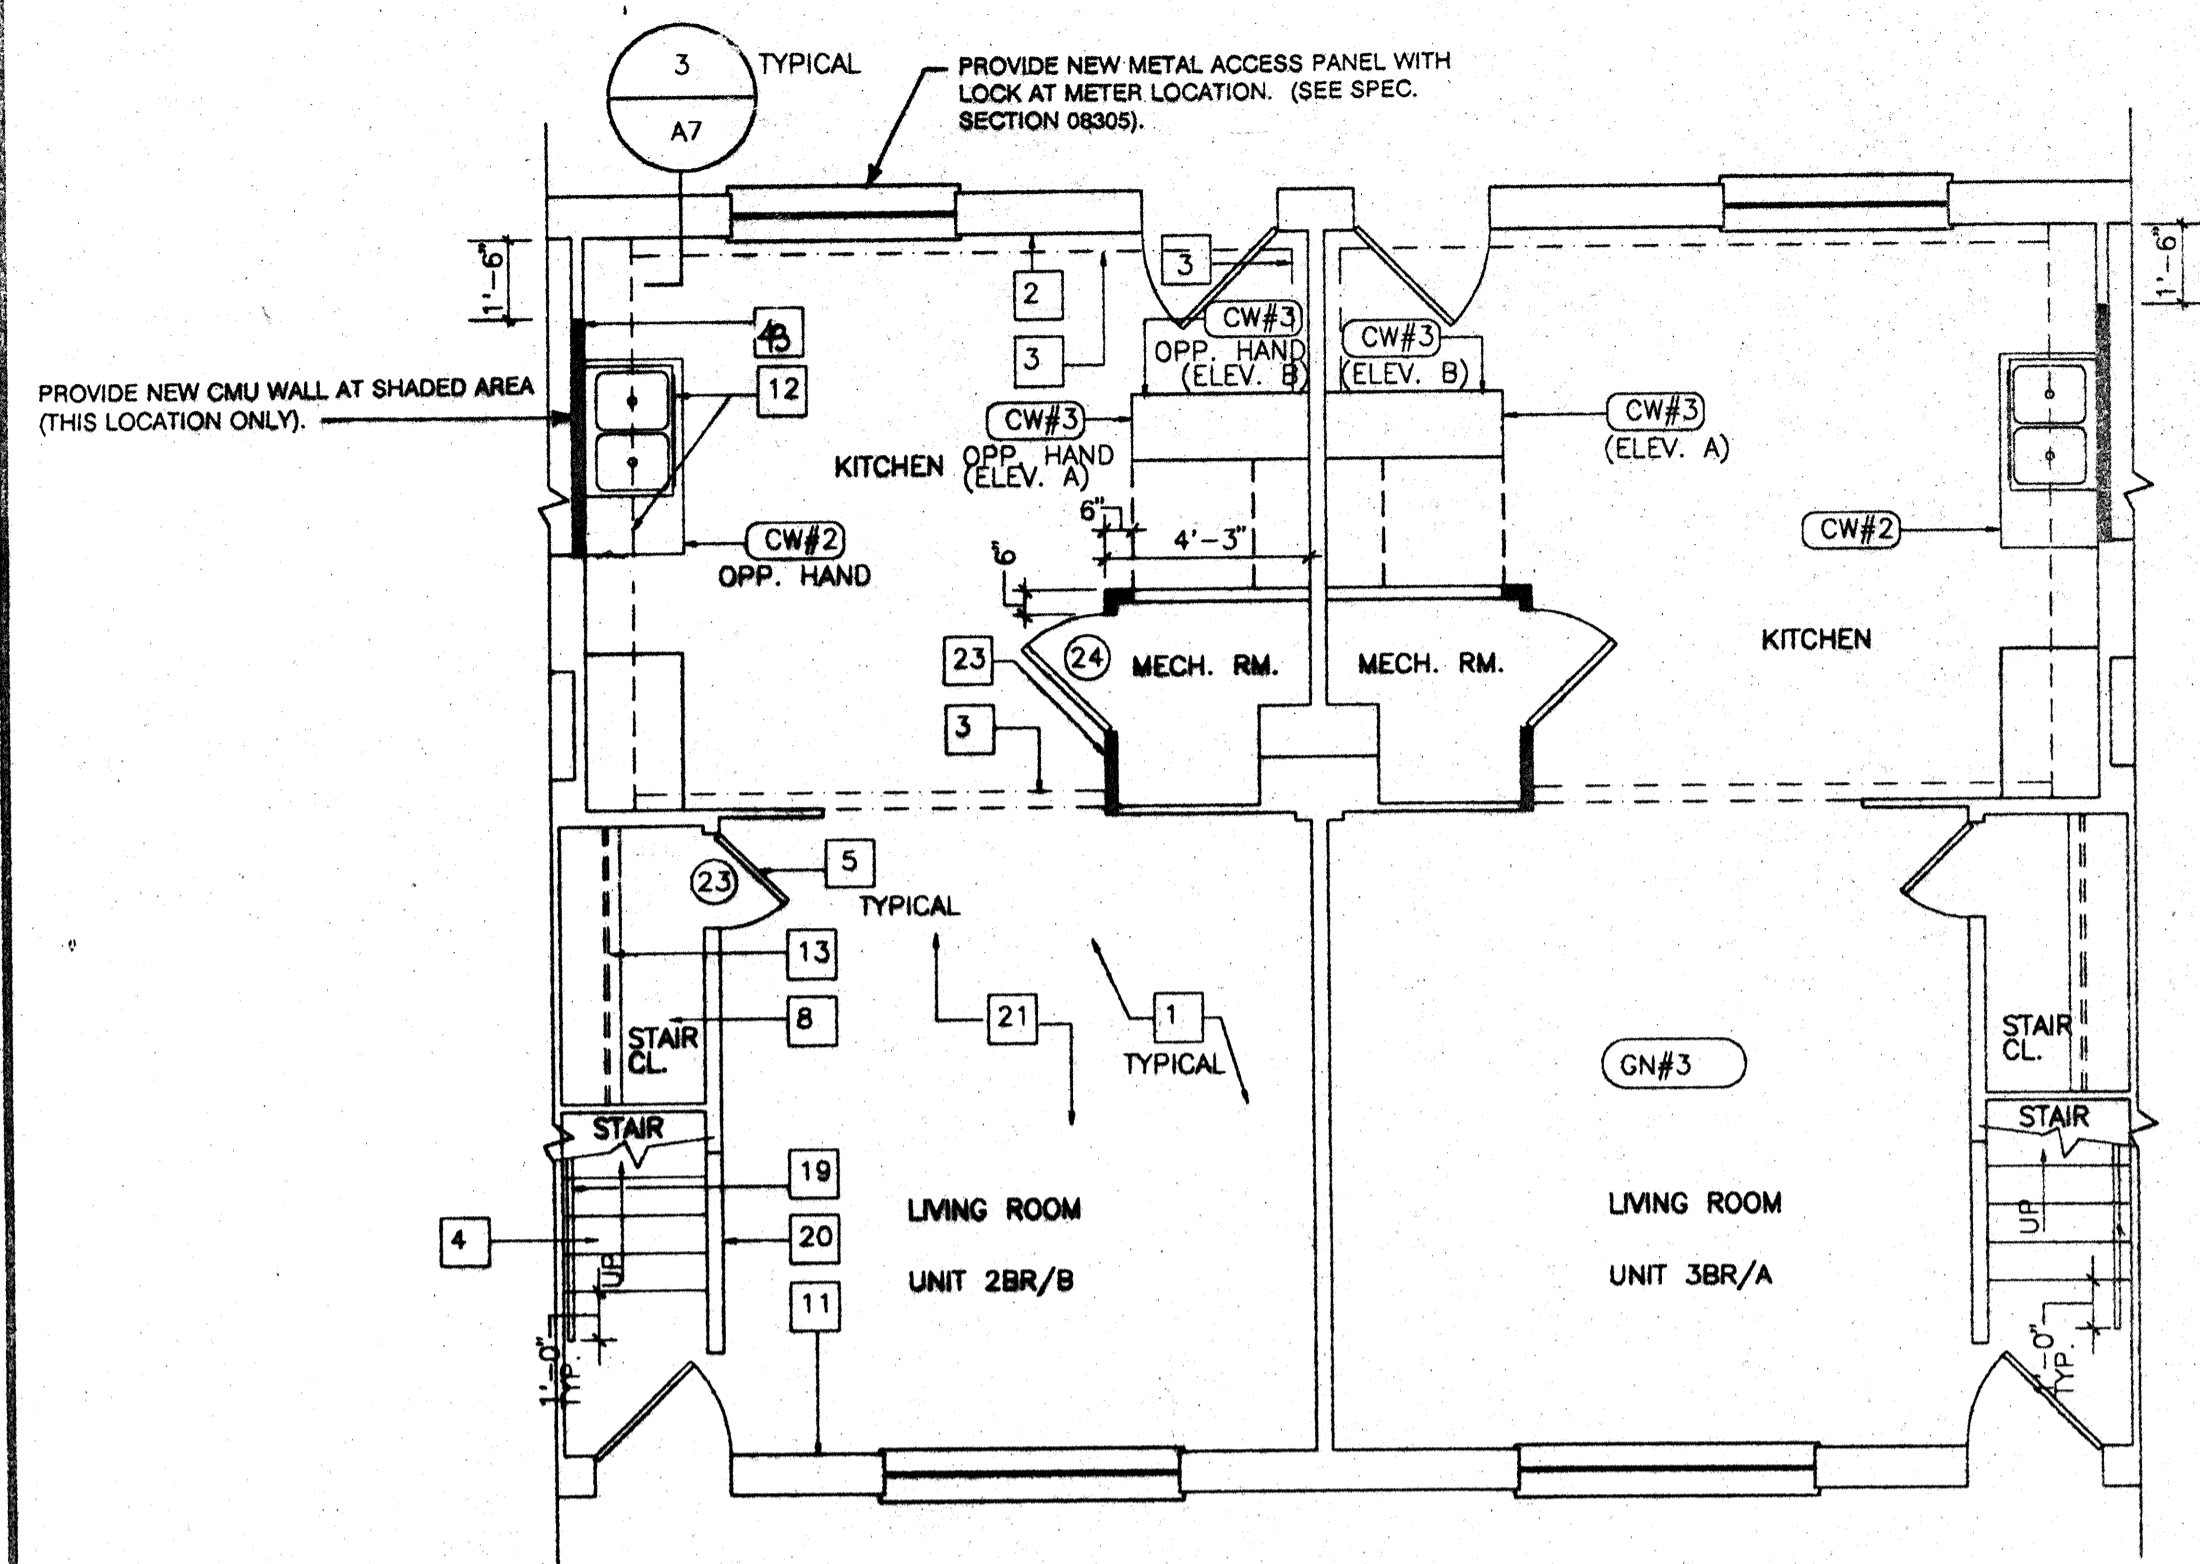 3
A7
TYPICAL
PROVIDE NEW METAL ACCESS PANEL WITH
LOCK AT METER LOCATION. (SEE SPEC.
SECTION 08305).
1'-6"
1'-6"
2
3
3
CW#3
OPP. HAND
(ELEV. B)
CW#3
(ELEV. B)
12
PROVIDE NEW CMU WALL AT SHADED AREA
(THIS LOCATION ONLY).
CW#3
OPP. HAND
(ELEV. A)
CW#3
(ELEV. A)
KITCHEN
6"
4'-3"
CW#2
OPP. HAND
CW#2
6"
23
24
MECH. RM.
MECH. RM.
KITCHEN
3
5
23
TYPICAL
13
8
STAIR
CL.
21
1
TYPICAL
GN#3
STAIR
CL.
STAIR
STAIR
19
4
20
UP
UP
LIVING ROOM
UNIT 2BR/B
LIVING ROOM
UNIT 3BR/A
11
1'-0"
TYP.
1'-0"
TYP.